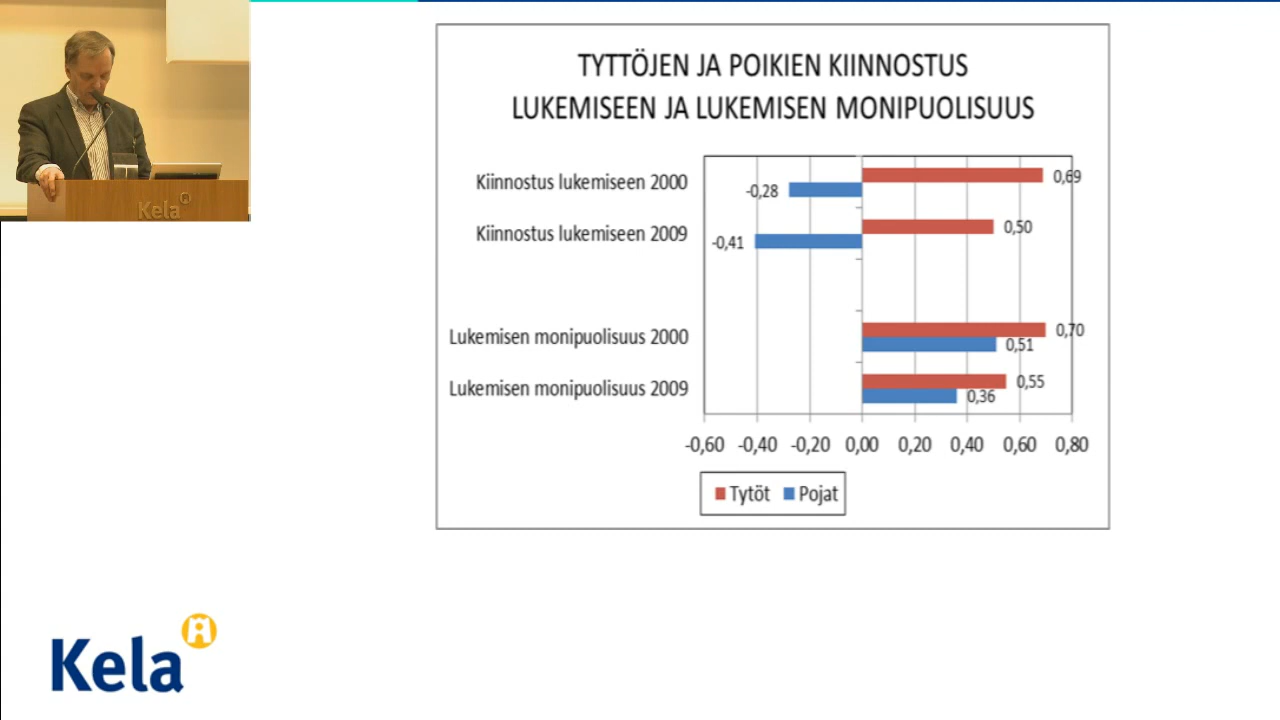 Kela
TYTTÖJEN JA POIKIEN KIINNOSTUS
LUKEMISEEN JA LUKEMISEN MONIPUOLISUUS
Kiinnostus lukemiseen 2000
-0,28
0,69
Kiinnostus lukemiseen 2009
-0,41
0,50
Lukemisen monipuolisuus 2000
0,70
0,51
Lukemisen monipuolisuus 2009
0,55
0,36
-0,60 -0,40 -0,20 0,00 0,20 0,40 0,60 0,80
Tytöt Pojat
Kela